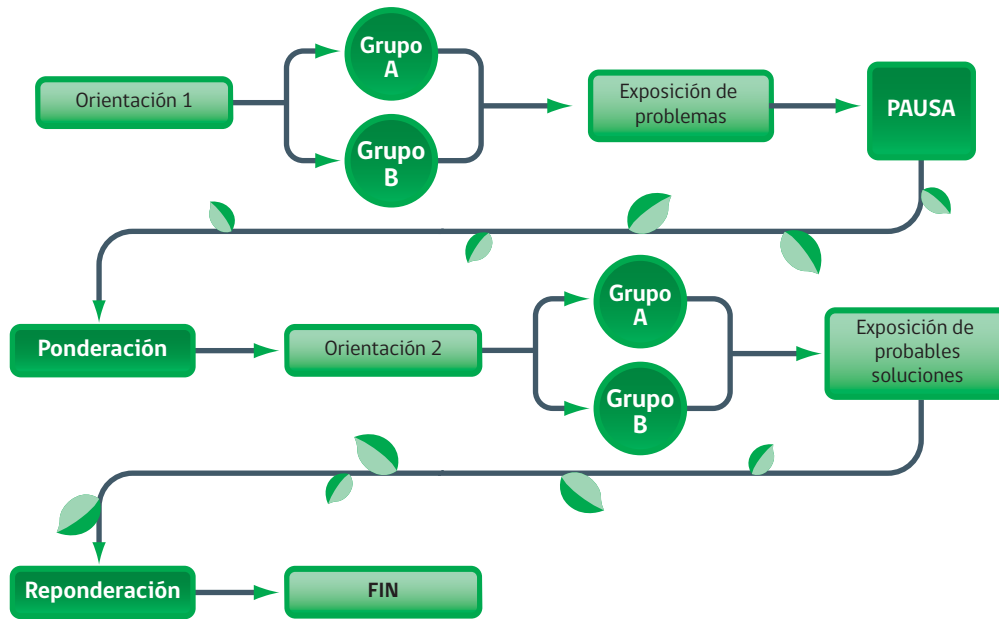 Orientación 1
Grupo
A
Grupo
B
Exposición de
problemas
PAUSA
Ponderación
Orientación 2
Grupo
A
Grupo
B
Exposición de
probables
soluciones
Reponderación
FIN